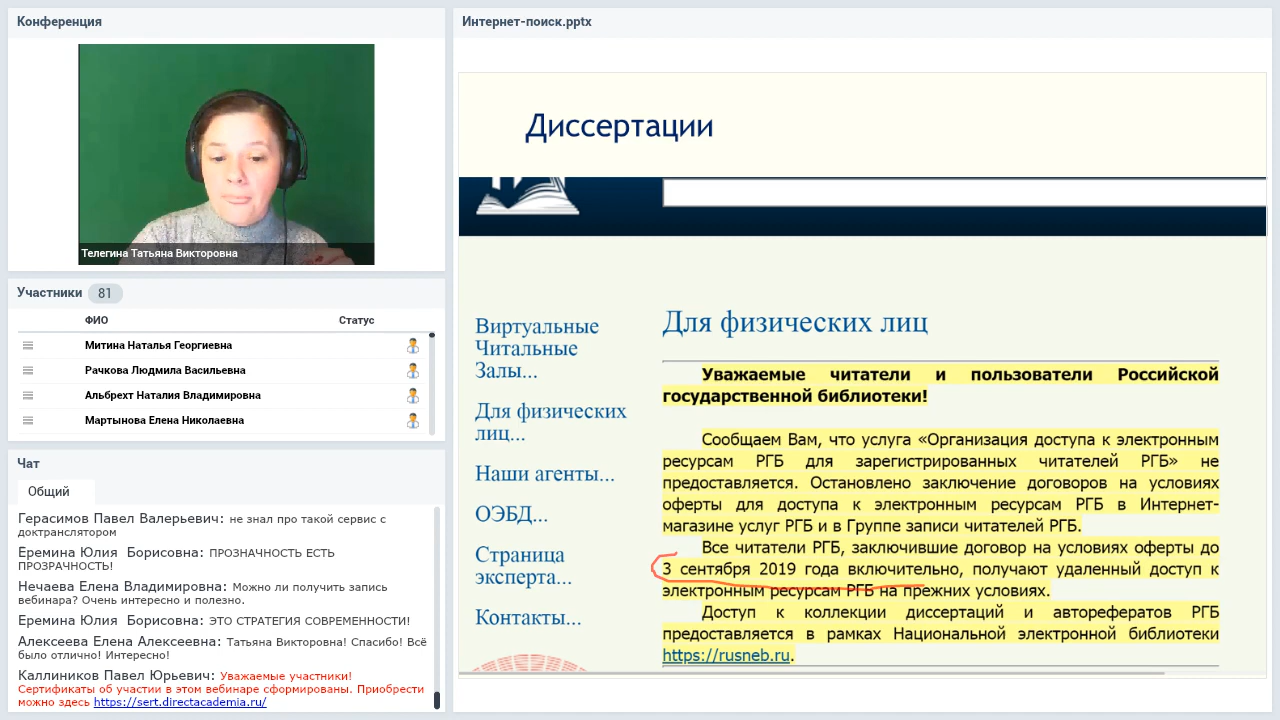 Конференция
Телегина Татьяна Викторовна
Участники 81
ФИО Статус
Митина Наталья Георгиевна
Рачкова Людмила Васильевна
Альбрехт Наталия Владимировна
Мартынова Елена Николаевна
Чат
Общий
Герасимов Павел Валерьевич: не знал про такой сервис с
доктранслятором
Еремина Юлия Борисовна: ПРОЗНАЧНОСТЬ ЕСТЬ
ПРОЗРАЧНОСТЬ!
Нечаева Елена Владимировна: Можно ли получить запись
вебинара? Очень интересно и полезно.
Еремина Юлия Борисовна: ЭТО СТРАТЕГИЯ СОВРЕМЕННОСТИ!
Алексеева Елена Алексеевна: Татьяна Викторовна! Спасибо! Всё
было отлично! Интересно!
Каллиников Павел Юрьевич: Уважаемые участники!
Сертификаты об участии в этом вебинаре сформированы. Приобрести
можно здесь https://sert.directacademia.ru/
Интернет-поиск.pptx
Диссертации
Виртуальные
Читальные
Залы...
Для физических
лиц...
Наши агенты...
ОЭБД...
Страница
эксперта...
Контакты...
Для физических лиц
Уважаемые читатели и пользователи Российской
государственной библиотеки!
Сообщаем Вам, что услуга «Организация доступа к электронным
ресурсам РГБ для зарегистрированных читателей РГБ» не
предоставляется. Остановлено заключение договоров на условиях
оферты для доступа к электронным ресурсам РГБ в Интернет-
магазине услуг РГБ и в Группе записи читателей РГБ.
Все читатели РГБ, заключившие договор на условиях оферты до
3 сентября 2019 года включительно, получают удаленный доступ к
электронным ресурсам РГБ на прежних условиях.
Доступ к коллекции диссертаций и авторефератов РГБ
предоставляется в рамках Национальной электронной библиотеки
https://rusneb.ru.